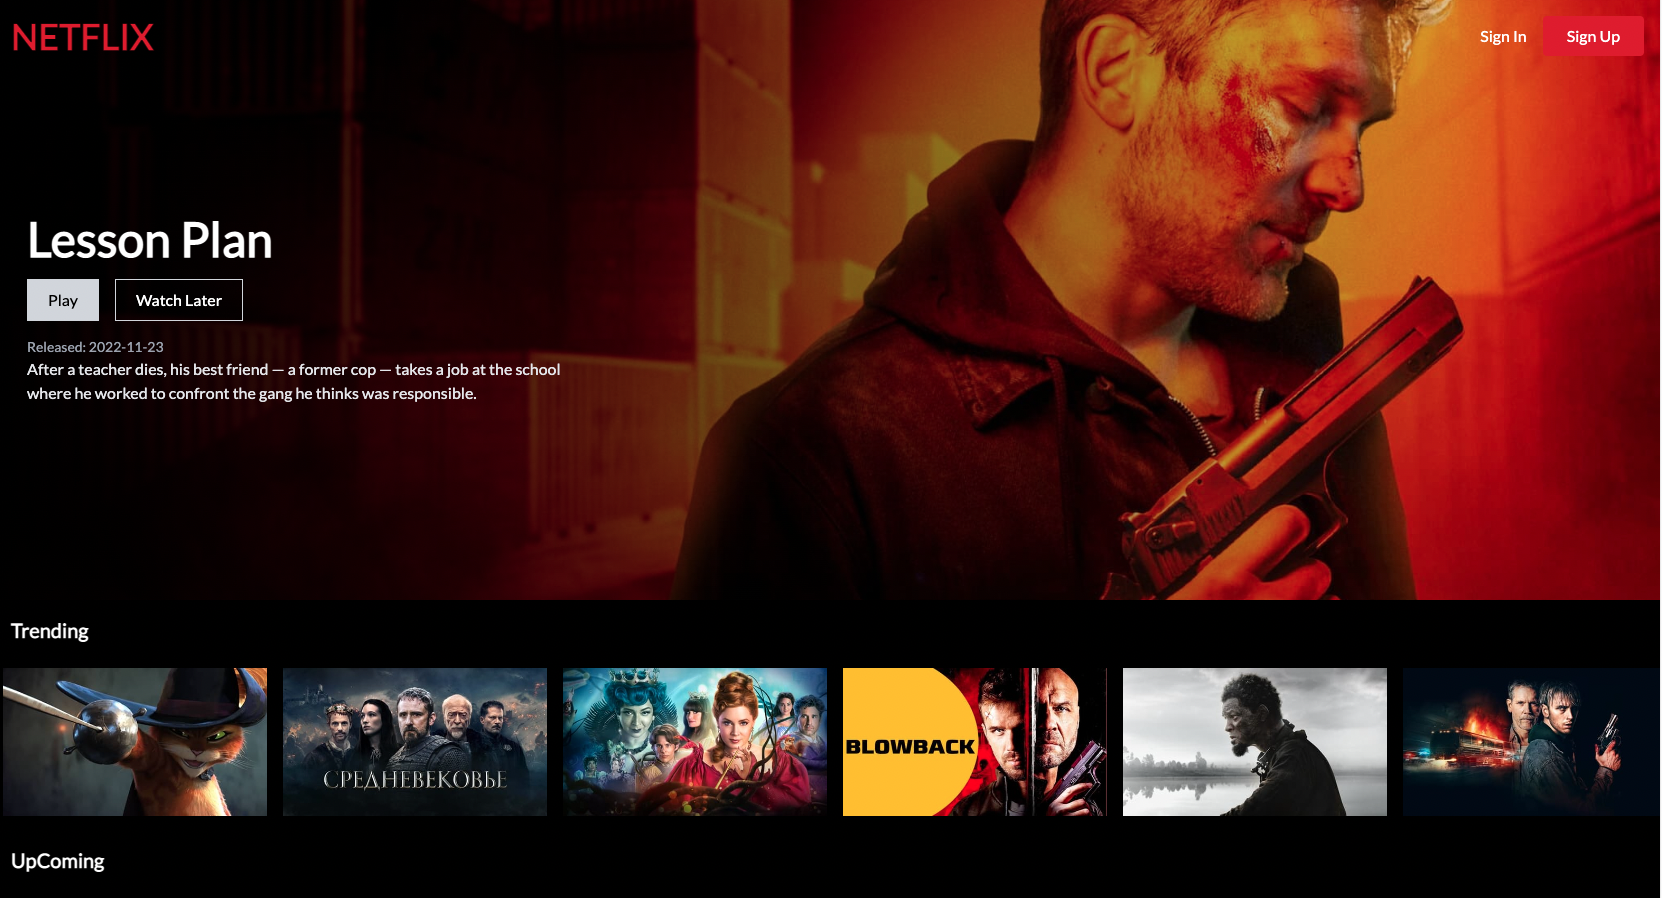 NETFLIX
Sign In
Sign Up
Lesson Plan
Play
Watch Later
Released: 2022-11-23
After a teacher dies, his best friend — a former cop — takes a job at the school
where he worked to confront the gang he thinks was responsible.
Trending
СРЕДНЕВЕКОВЬЕ
BLOWBACK
UpComing